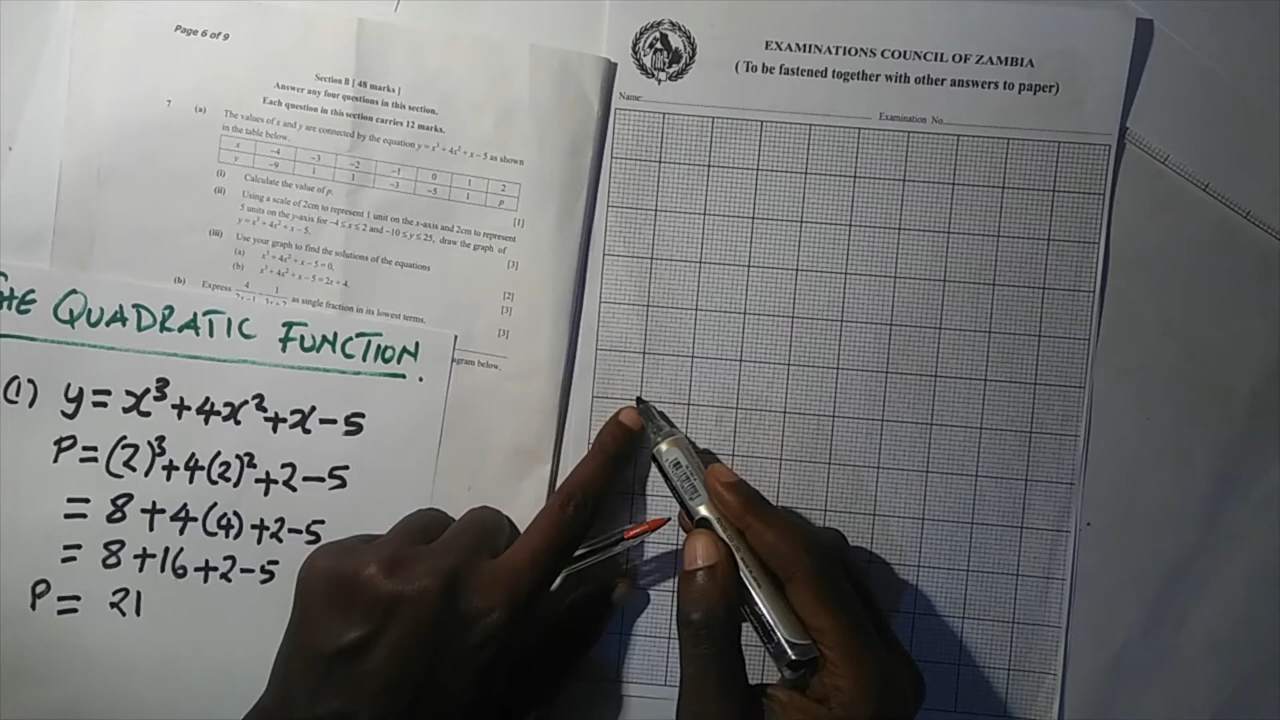 Page 6 of 9
Section B [ 48 marks ]
Answer any four questions in this section.
Each question in this section carries 12 marks.
7 (a) The values of x and y are connected by the equation y = x³ + 4x² + x – 5 as shown
in the table below.
x –4 –3 –2 –1 0 1 2
y –9 1 1 –3 –5 1 p
(i) Calculate the value of p. [1]
(ii) Using a scale of 2cm to represent 1 unit on the x-axis and 2cm to represent
5 units on the y-axis for –4 ≤ x ≤ 2 and –10 ≤ y ≤ 25, draw the graph of
y = x³ + 4x² + x – 5. [3]
(iii) Use your graph to find the solutions of the equations
(a) x³ + 4x² + x – 5 = 0, [2]
(b) x³ + 4x² + x – 5 = 2x + 4. [3]
(b) Express 4 1 as single fraction in its lowest terms. [3]
agram below.
HE QUADRATIC FUNCTION.
(1) y = x³ + 4x² + x – 5
P = (2)³ + 4(2)² + 2 – 5
= 8 + 4(4) + 2 – 5
= 8 + 16 + 2 – 5
P = 21
EXAMINATIONS COUNCIL OF ZAMBIA
( To be fastened together with other answers to paper)
Name: Examination No.